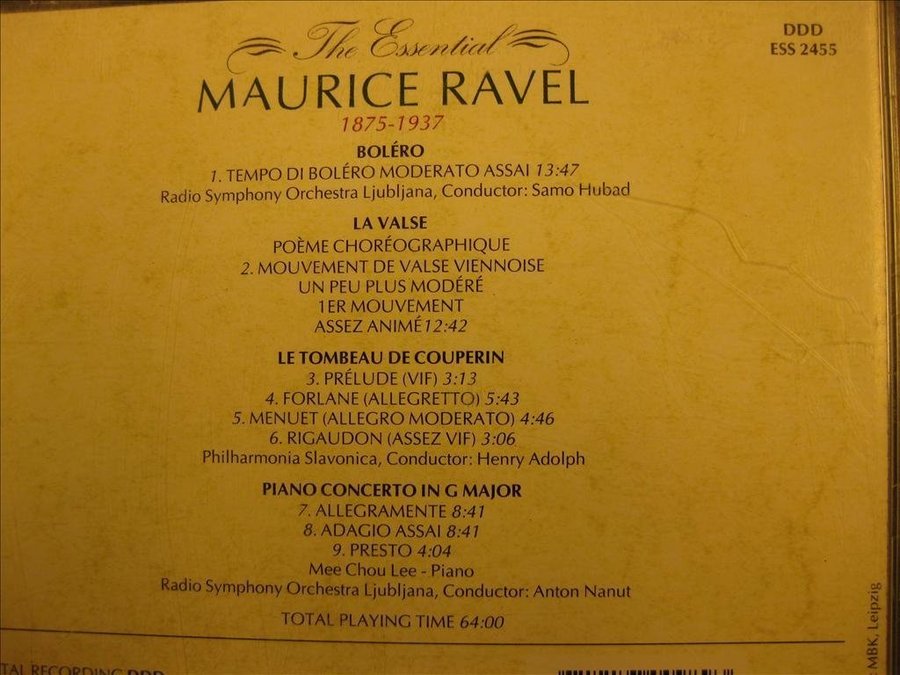 The Essential
MAURICE RAVEL
1875-1937
DDD
ESS 2455
BOLÉRO
1. TEMPO DI BOLÉRO MODERATO ASSAI 13:47
Radio Symphony Orchestra Ljubljana, Conductor: Samo Hubad
LA VALSE
POÈME CHORÉOGRAPHIQUE
2. MOUVEMENT DE VALSE VIENNOISE
UN PEU PLUS MODÉRÉ
1ER MOUVEMENT
ASSEZ ANIMÉ 12:42
LE TOMBEAU DE COUPERIN
3. PRÉLUDE (VIF) 3:13
4. FORLANE (ALLEGRETTO) 5:43
5. MENUET (ALLEGRO MODERATO) 4:46
6. RIGAUDON (ASSEZ VIF) 3:06
Philharmonia Slavonica, Conductor: Henry Adolph
PIANO CONCERTO IN G MAJOR
7. ALLEGRAMENTE 8:41
8. ADAGIO ASSAI 8:41
9. PRESTO 4:04
Mee Chou Lee - Piano
Radio Symphony Orchestra Ljubljana, Conductor: Anton Nanut
TOTAL PLAYING TIME 64:00
TAL RECORDING DDD
: MBK, Leipzig